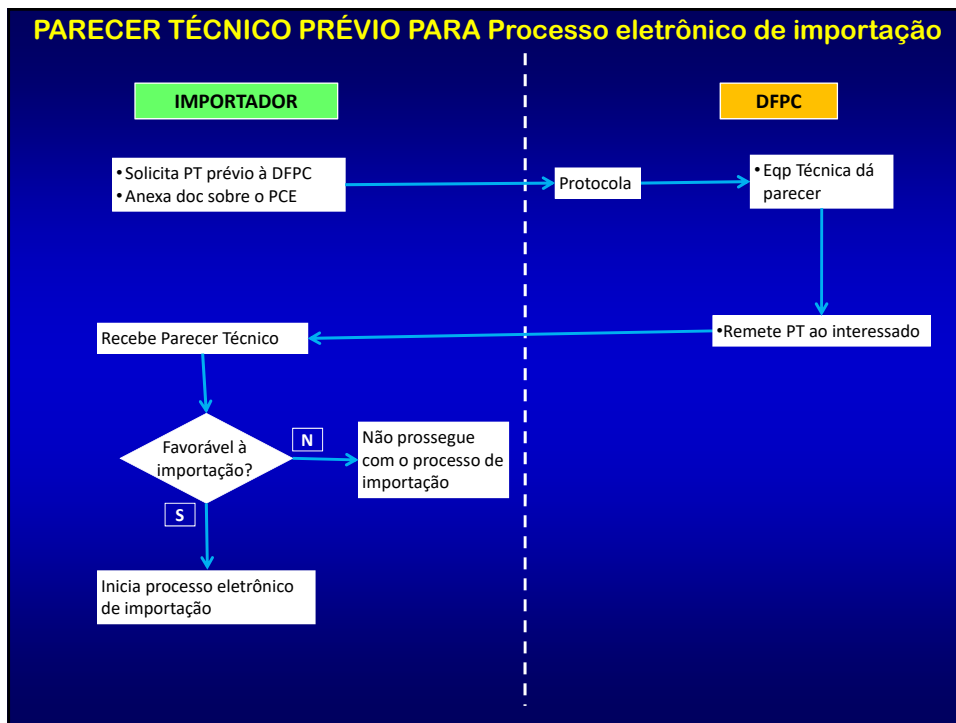 PARECER TÉCNICO PRÉVIO PARA Processo eletrônico de importação
IMPORTADOR
DFPC
•Solicita PT prévio à DFPC
•Anexa doc sobre o PCE
Protocola
•Eqp Técnica dá
parecer
•Remete PT ao interessado
Recebe Parecer Técnico
Favorável à
importação?
N
Não prossegue
com o processo de
importação
S
Inicia processo eletrônico
de importação